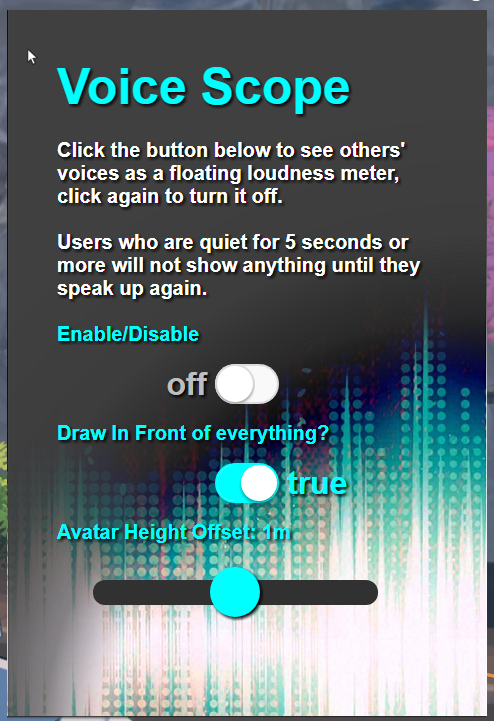 Voice Scope
Click the button below to see others'
voices as a floating loudness meter,
click again to turn it off.
Users who are quiet for 5 seconds or
more will not show anything until they
speak up again.
Enable/Disable
off
Draw In Front of everything?
true
Avatar Height Offset: 1m